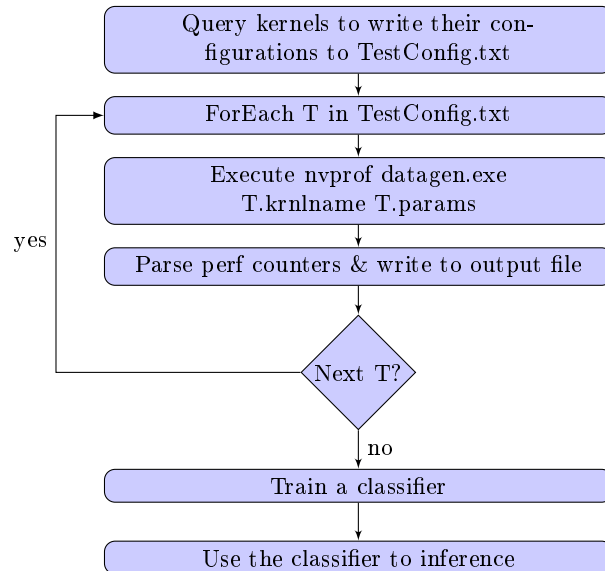 Query kernels to write their con-
figurations to TestConfig.txt
ForEach T in TestConfig.txt
Execute nvprof datagen.exe
T.krnlname T.params
yes
Parse perf counters & write to output file
Next T?
no
Train a classifier
Use the classifier to inference